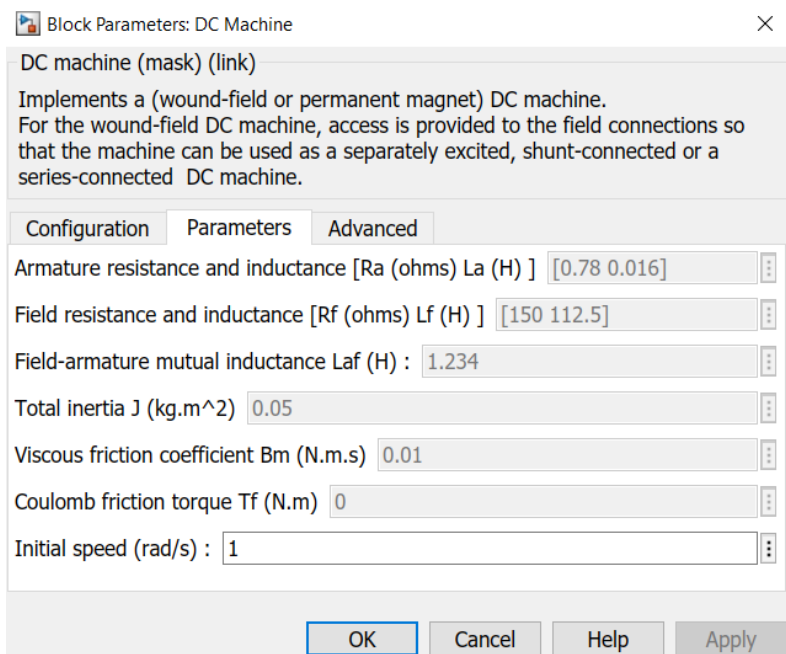 Block Parameters: DC Machine
DC machine (mask) (link)
Implements a (wound-field or permanent magnet) DC machine.
For the wound-field DC machine, access is provided to the field connections so
that the machine can be used as a separately excited, shunt-connected or a
series-connected DC machine.
Configuration Parameters Advanced
Armature resistance and inductance [Ra (ohms) La (H) ] [0.78 0.016]
Field resistance and inductance [Rf (ohms) Lf (H) ] [150 112.5]
Field-armature mutual inductance Laf (H) : 1.234
Total inertia J (kg.m^2) 0.05
Viscous friction coefficient Bm (N.m.s) 0.01
Coulomb friction torque Tf (N.m) 0
Initial speed (rad/s) : 1
OK Cancel Help Apply